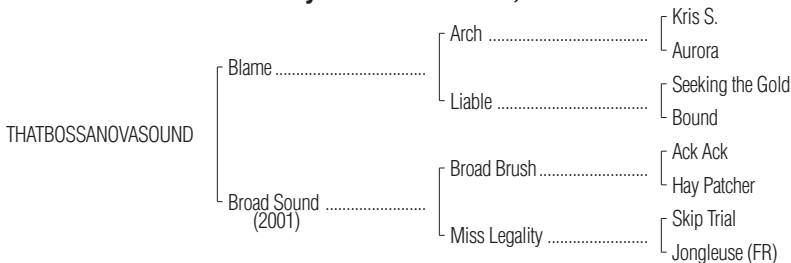 Kris S.
Arch ........................................
Aurora
Blame ......................................
Seeking the Gold
Liable ......................................
Bound
THATBOSSANOVASOUND
Ack Ack
Broad Brush ...........................
Hay Patcher
Broad Sound .........................
(2001)
Skip Trial
Miss Legality .........................
Jongleuse (FR)